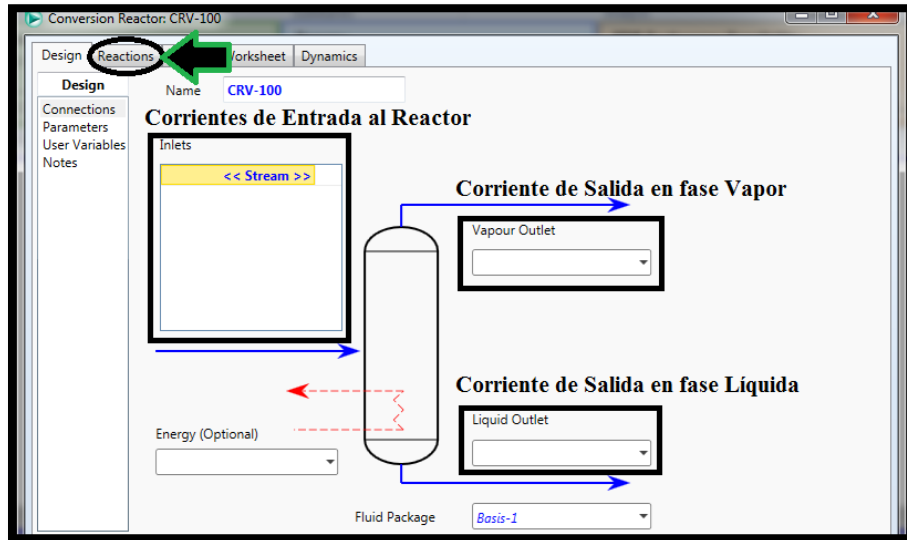 Conversion Reactor: CRV-100
Design Reactions Worksheet Dynamics
Design
Connections
Parameters
User Variables
Notes
Name CRV-100
Corrientes de Entrada al Reactor
Inlets
<< Stream >>
Corriente de Salida en fase Vapor
Vapour Outlet
Corriente de Salida en fase Líquida
Liquid Outlet
Energy (Optional)
Fluid Package Basis-1